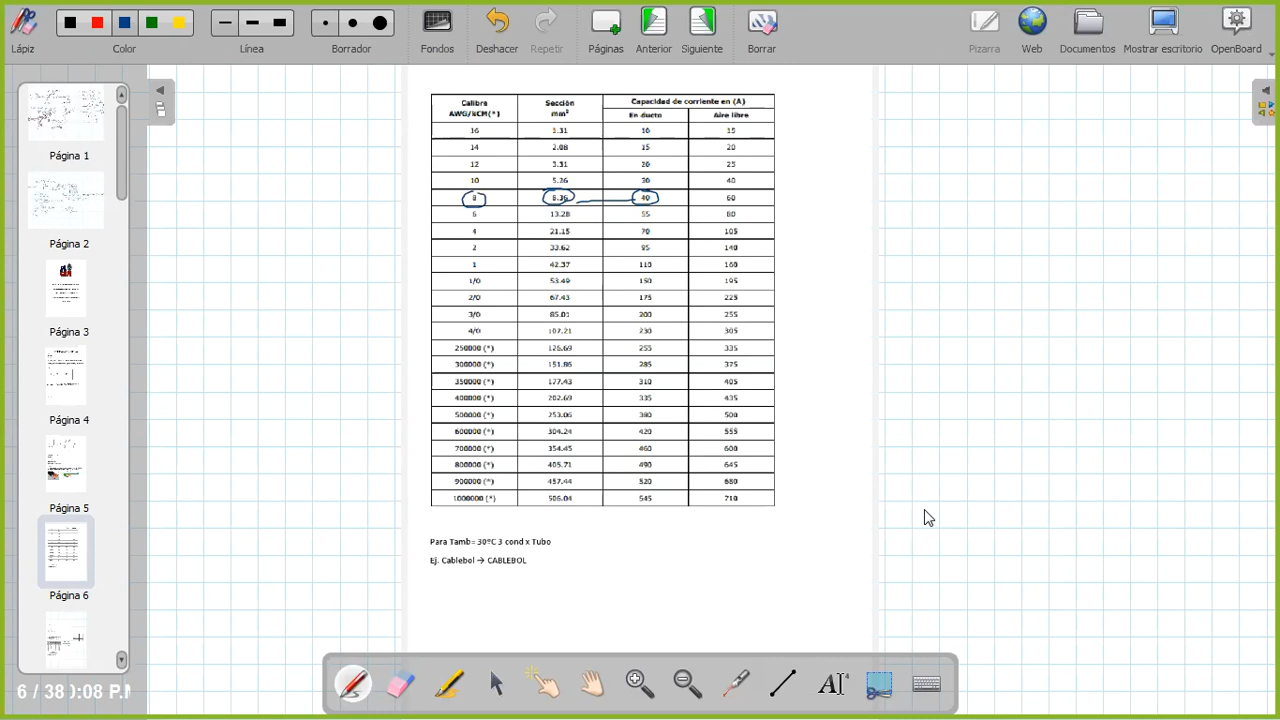 Lápiz Color Línea Borrador Fondos Deshacer Repetir Páginas Anterior Siguiente Borrar Pizarra Web Documentos Mostrar escritorio OpenBoard
Página 1
Página 2
Página 3
Página 4
Página 5
Página 6
6 / 38
0:08 P.M
Calibre AWG/kCM(*) Sección mm² Capacidad de corriente en (A)
En ducto Aire libre
16 1.31 10 15
14 2.08 15 20
12 3.31 20 25
10 5.26 30 40
8 8.36 40 60
6 13.28 55 80
4 21.15 70 105
2 33.62 95 140
1 42.37 110 160
1/0 53.49 150 195
2/0 67.43 175 225
3/0 85.01 200 255
4/0 107.21 230 305
250000 (*) 126.69 255 335
300000 (*) 151.86 285 375
350000 (*) 177.43 310 405
400000 (*) 202.69 335 435
500000 (*) 253.06 380 500
600000 (*) 304.24 420 555
700000 (*) 354.45 460 600
800000 (*) 405.71 490 645
900000 (*) 457.44 520 680
1000000 (*) 506.04 545 710
Para Tamb= 30ºC 3 cond x Tubo
Ej. Cablebol → CABLEBOL